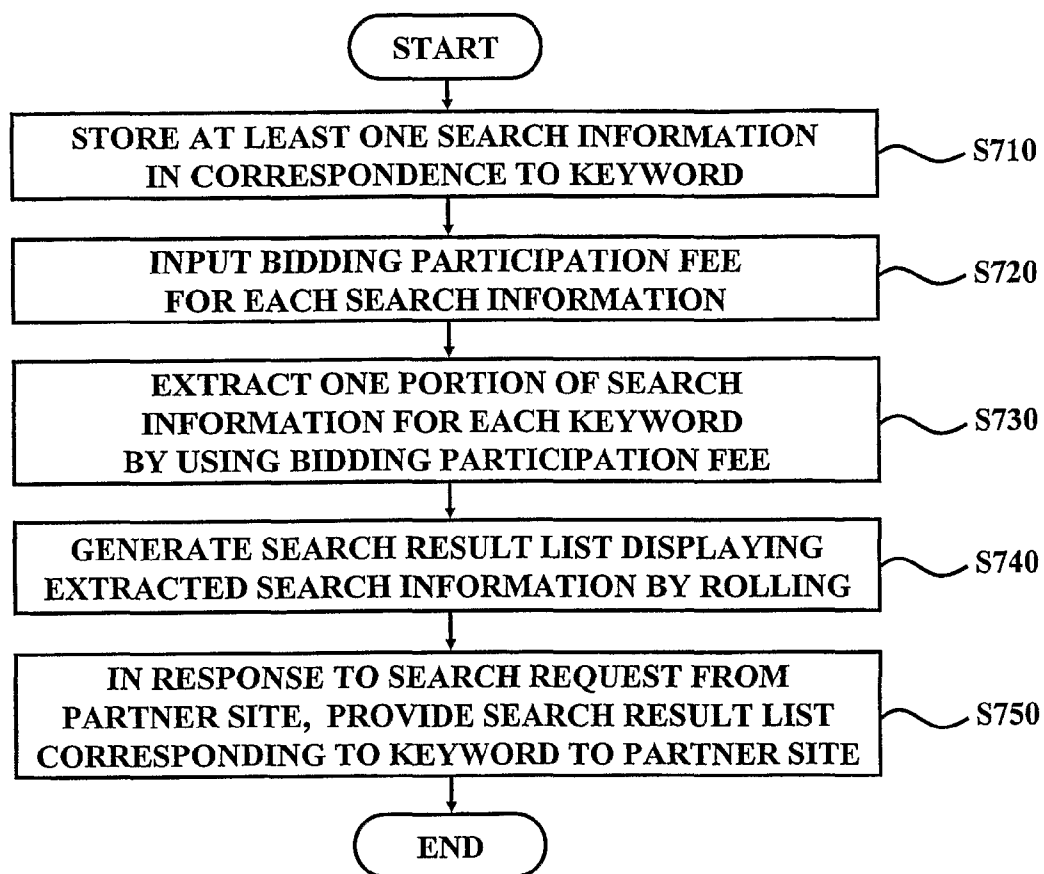 START
STORE AT LEAST ONE SEARCH INFORMATION
IN CORRESPONDENCE TO KEYWORD
S710
INPUT BIDDING PARTICIPATION FEE
FOR EACH SEARCH INFORMATION
S720
EXTRACT ONE PORTION OF SEARCH
INFORMATION FOR EACH KEYWORD
BY USING BIDDING PARTICIPATION FEE
S730
GENERATE SEARCH RESULT LIST DISPLAYING
EXTRACTED SEARCH INFORMATION BY ROLLING
S740
IN RESPONSE TO SEARCH REQUEST FROM
PARTNER SITE, PROVIDE SEARCH RESULT LIST
CORRESPONDING TO KEYWORD TO PARTNER SITE
S750
END